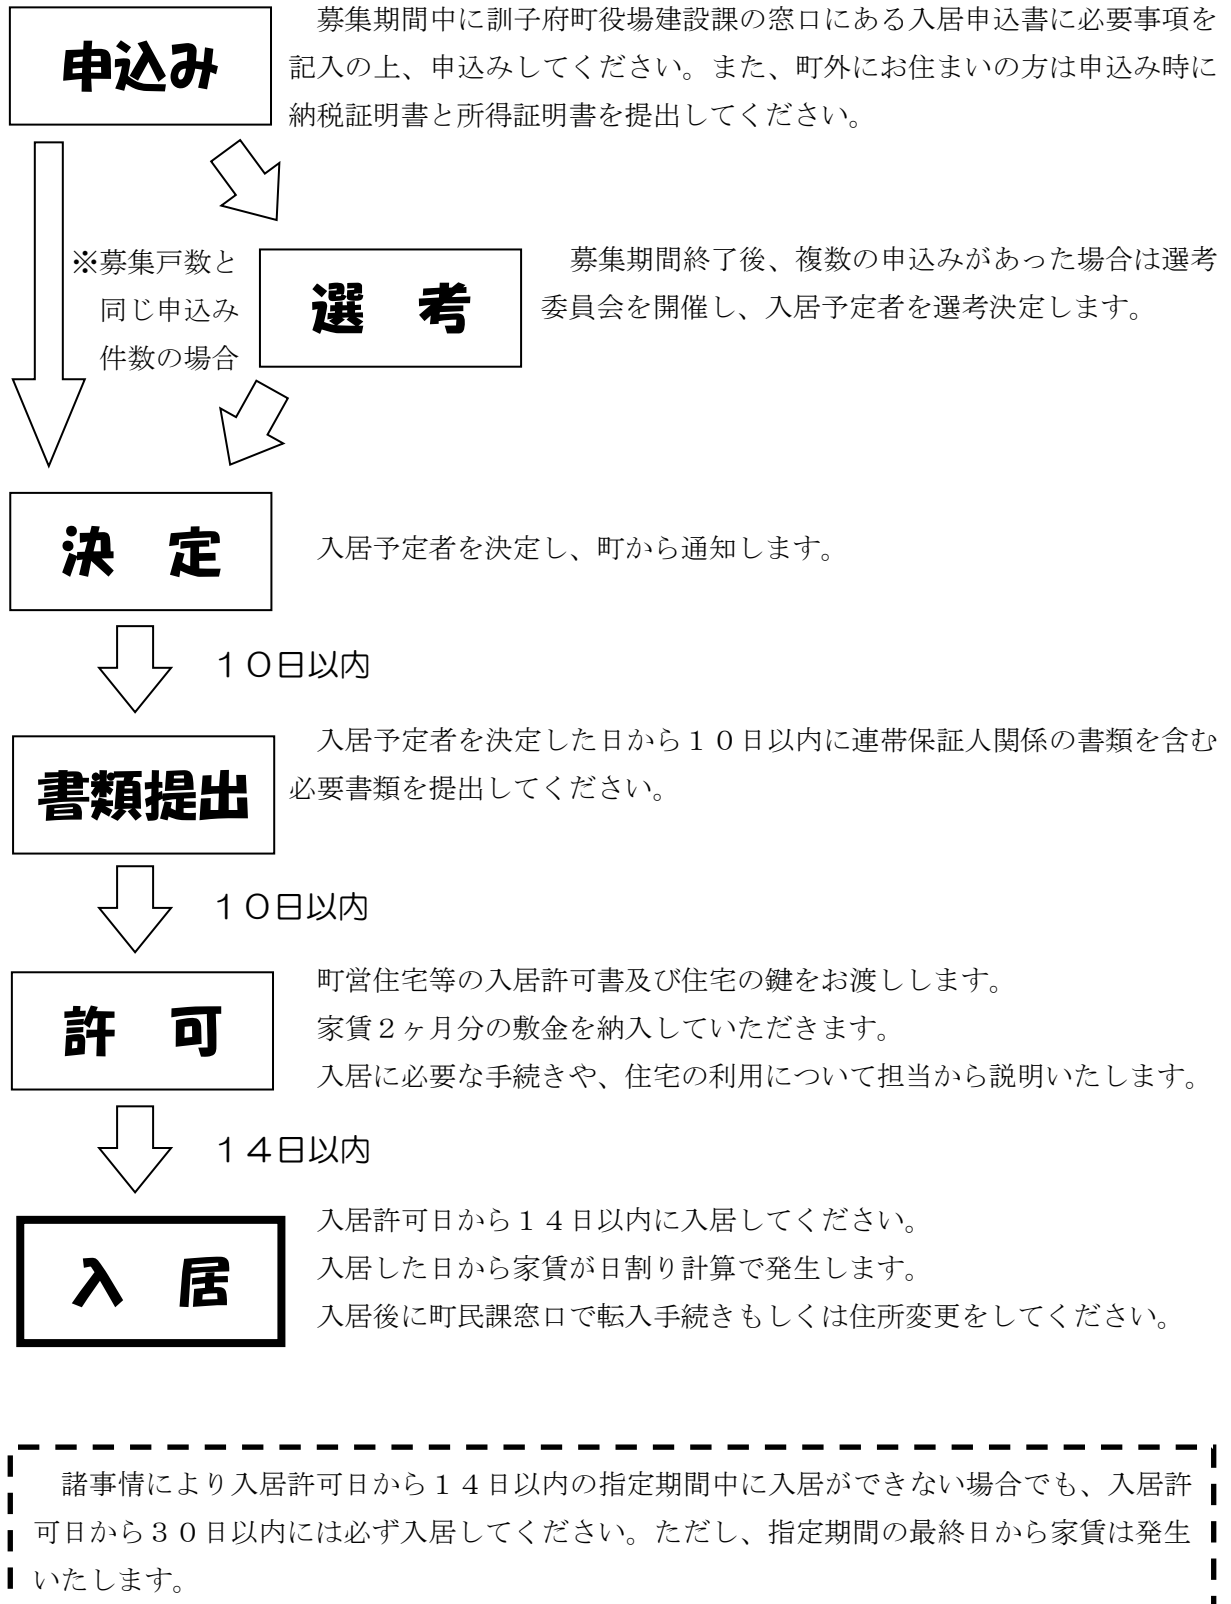 申込み
　募集期間中に訓子府町役場建設課の窓口にある入居申込書に必要事項を
記入の上、申込みしてください。また、町外にお住まいの方は申込み時に
納税証明書と所得証明書を提出してください。
※募集戸数と
同じ申込み
件数の場合
選　考
　募集期間終了後、複数の申込みがあった場合は選考
委員会を開催し、入居予定者を選考決定します。
決　定
入居予定者を決定し、町から通知します。
１０日以内
書類提出
　入居予定者を決定した日から１０日以内に連帯保証人関係の書類を含む
必要書類を提出してください。
１０日以内
許　可
町営住宅等の入居許可書及び住宅の鍵をお渡しします。
家賃２ヶ月分の敷金を納入していただきます。
入居に必要な手続きや、住宅の利用について担当から説明いたします。
１４日以内
入　居
入居許可日から１４日以内に入居してください。
入居した日から家賃が日割り計算で発生します。
入居後に町民課窓口で転入手続きもしくは住所変更をしてください。
　諸事情により入居許可日から１４日以内の指定期間中に入居ができない場合でも、入居許
可日から３０日以内には必ず入居してください。ただし、指定期間の最終日から家賃は発生
いたします。